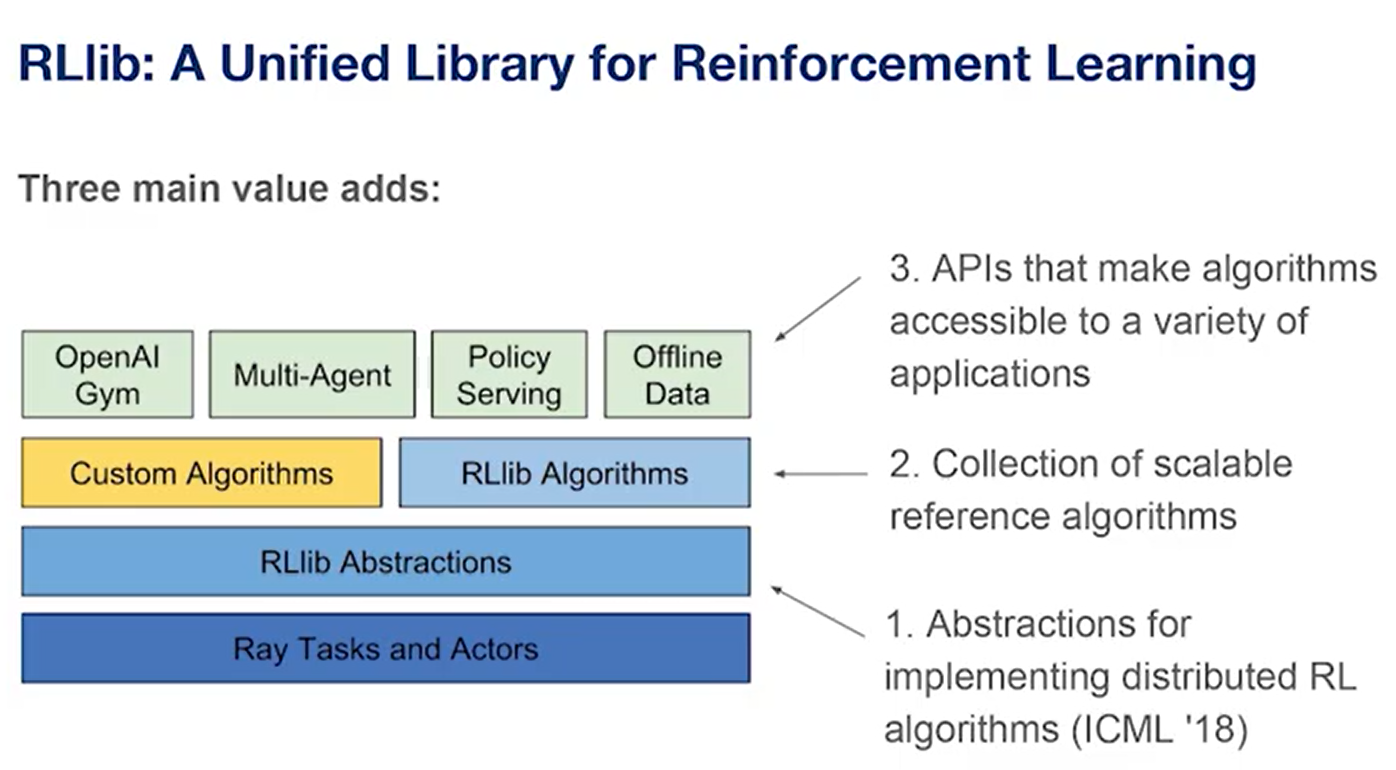 RLlib: A Unified Library for Reinforcement Learning
Three main value adds:
OpenAI
Gym
Multi-Agent
Policy
Serving
Offline
Data
Custom Algorithms
RLlib Algorithms
RLlib Abstractions
Ray Tasks and Actors
3. APIs that make algorithms
accessible to a variety of
applications
2. Collection of scalable
reference algorithms
1. Abstractions for
implementing distributed RL
algorithms (ICML '18)